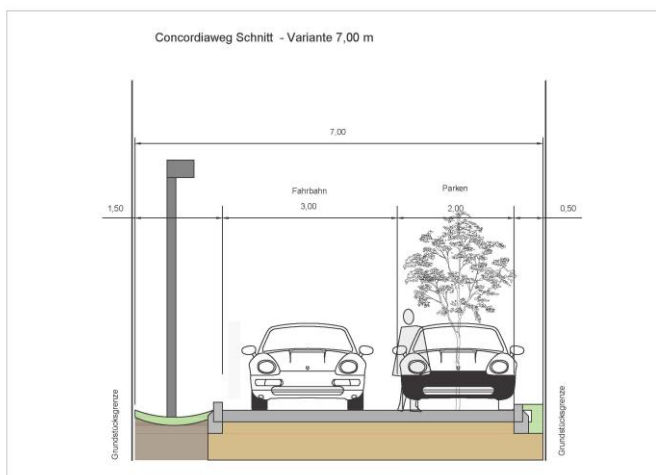 Concordiaweg Schnitt - Variante 7,00 m
7,00
Fahrbahn
Parken
1,50
3,00
2,00
0,50
Grundstücksgrenze
Grundstücksgrenze